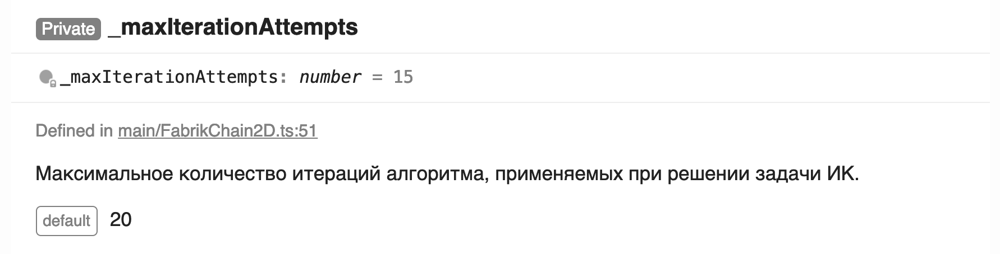 Private _maxIterationAttempts
_maxIterationAttempts: number = 15
Defined in main/FabrikChain2D.ts:51
Максимальное количество итераций алгоритма, применяемых при решении задачи ИК.
default 20